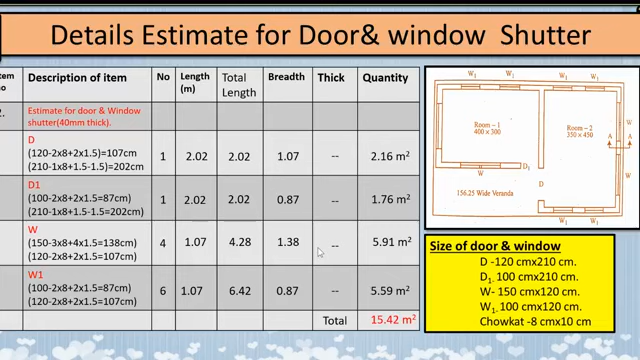 Details Estimate for Door& window Shutter
Item no
Description of item
No
Length (m)
Total Length
Breadth
Thick
Quantity
2.
Estimate for door & Window shutter(40mm thick).
D
(120-2x8+2x1.5)=107cm
(210-1x8+1.5-1.5)=202cm
1
2.02
2.02
1.07
--
2.16 m²
D1
(100-2x8+2x1.5=87cm)
(210-1x8+1.5-1.5=202cm)
1
2.02
2.02
0.87
--
1.76 m²
W
(150-3x8+4x1.5=138cm)
(120-2x8+2x1.5=107cm)
4
1.07
4.28
1.38
--
5.91 m²
W1
(100-2x8+2x1.5=87cm)
(120-2x8+2x1.5=107cm)
6
1.07
6.42
0.87
--
5.59 m²
Total
15.42 m²
W₁ W₁
Room – 1
400 x 300
Room – 2
350 x 450
W
A A
W
D₁
D
W
156.25 Wide Veranda
W₁ W₁
Size of door & window
D -120 cmx210 cm.
D₁ 100 cmx210 cm.
W- 150 cmx120 cm.
W₁. 100 cmx120 cm.
Chowkat -8 cmx10 cm